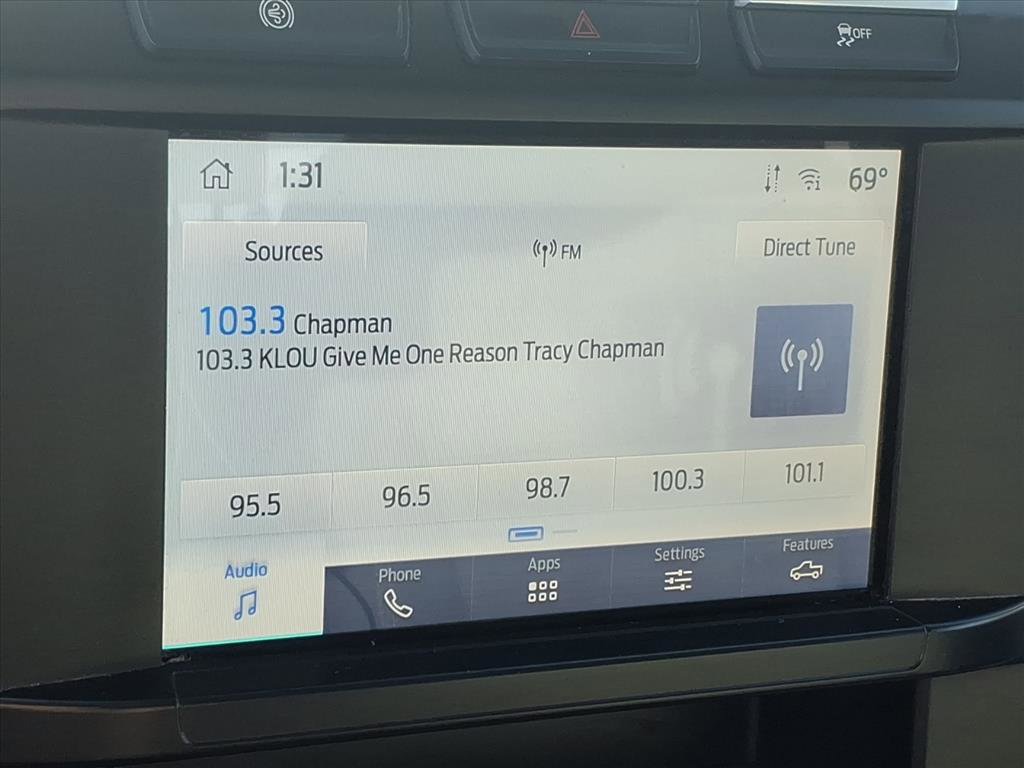 OFF
1:31
69°
Sources
FM
Direct Tune
103.3 Chapman
103.3 KLOU Give Me One Reason Tracy Chapman
95.5
96.5
98.7
100.3
101.1
Audio
Phone
Apps
Settings
Features